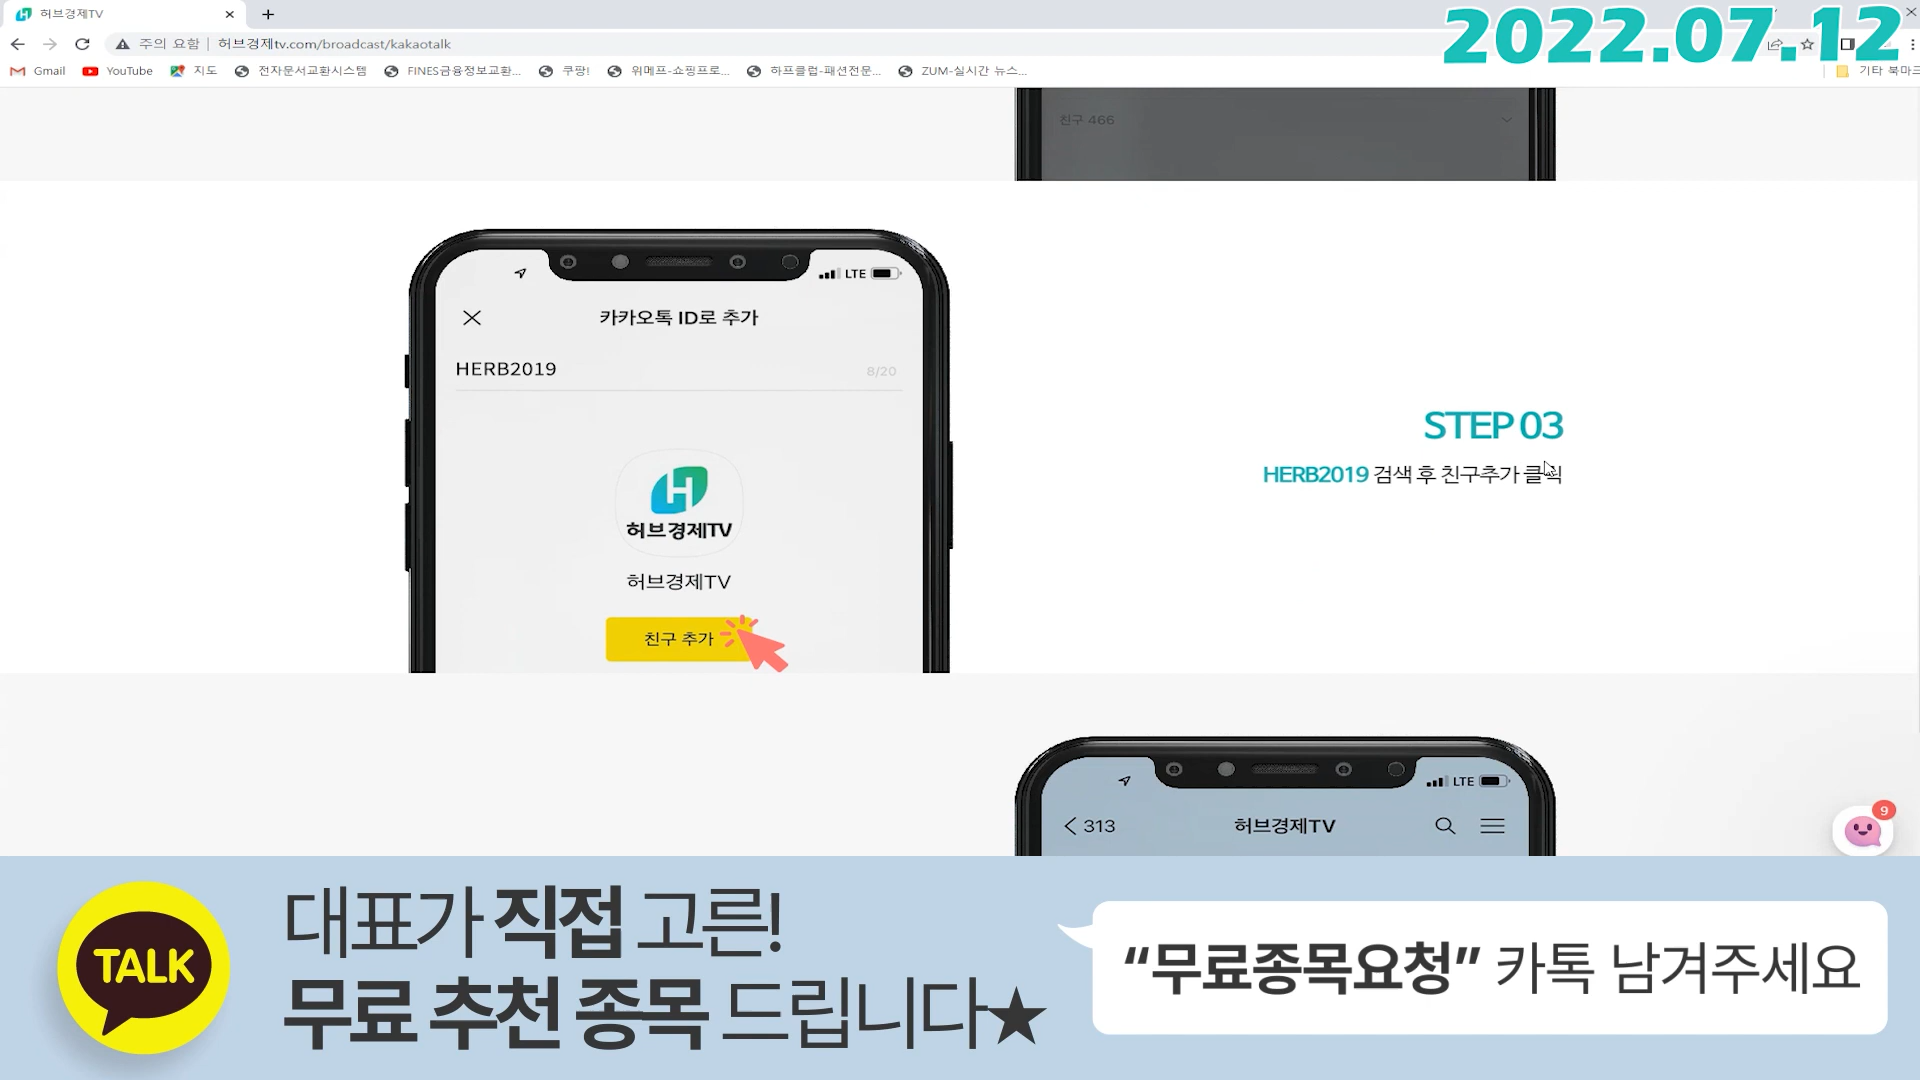 허브경제TV
2022.07.12
주의 요함 | 허브경제tv.com/broadcast/kakaotalk
Gmail YouTube 지도 전자문서교환시스템 FINES금융정보교환... 쿠팡! 위메프-쇼핑프로... 하프클럽-패션전문... ZUM-실시간 뉴스... 기타 북마크
친구 466
LTE
카카오톡 ID로 추가
HERB2019 8/20
STEP 03
HERB2019 검색 후 친구추가 클릭
허브경제TV
허브경제TV
친구 추가
LTE
313 허브경제TV
9
TALK
대표가 직접 고른!
무료 추천 종목 드립니다★
“무료종목요청” 카톡 남겨주세요